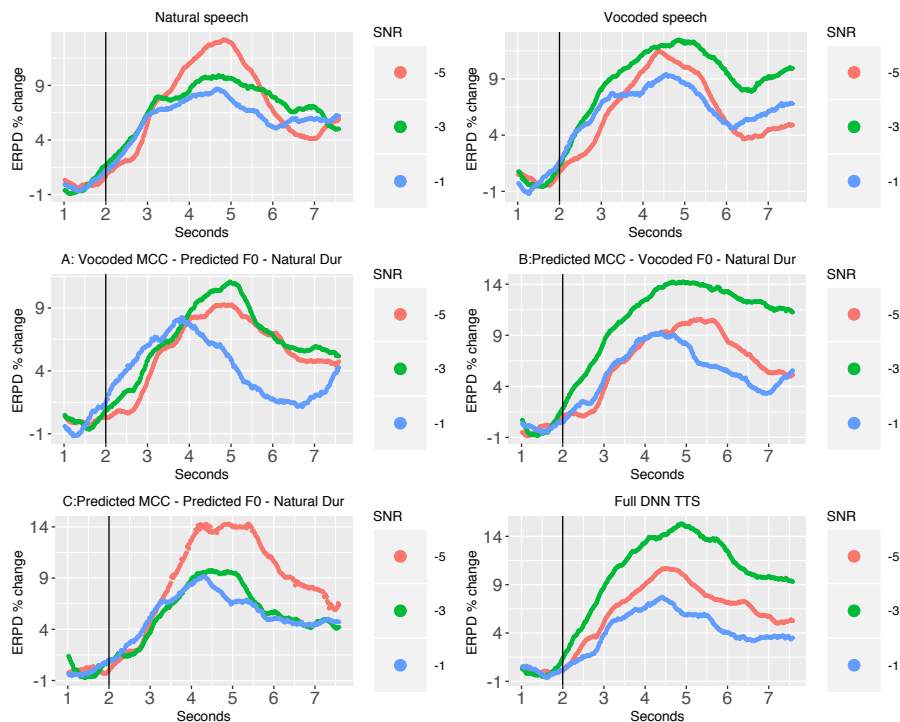 Natural speech
SNR
ERPD % change
9
4
-1
1 2 3 4 5 6 7
Seconds
-5
-3
-1
Vocoded speech
SNR
ERPD % change
9
4
-1
1 2 3 4 5 6 7
Seconds
-5
-3
-1
A: Vocoded MCC - Predicted F0 - Natural Dur
SNR
ERPD % change
9
4
-1
1 2 3 4 5 6 7
Seconds
-5
-3
-1
B:Predicted MCC - Vocoded F0 - Natural Dur
SNR
ERPD % change
14
9
4
-1
1 2 3 4 5 6 7
Seconds
-5
-3
-1
C:Predicted MCC - Predicted F0 - Natural Dur
SNR
ERPD % change
14
9
4
-1
1 2 3 4 5 6 7
Seconds
-5
-3
-1
Full DNN TTS
SNR
ERPD % change
14
9
4
-1
1 2 3 4 5 6 7
Seconds
-5
-3
-1